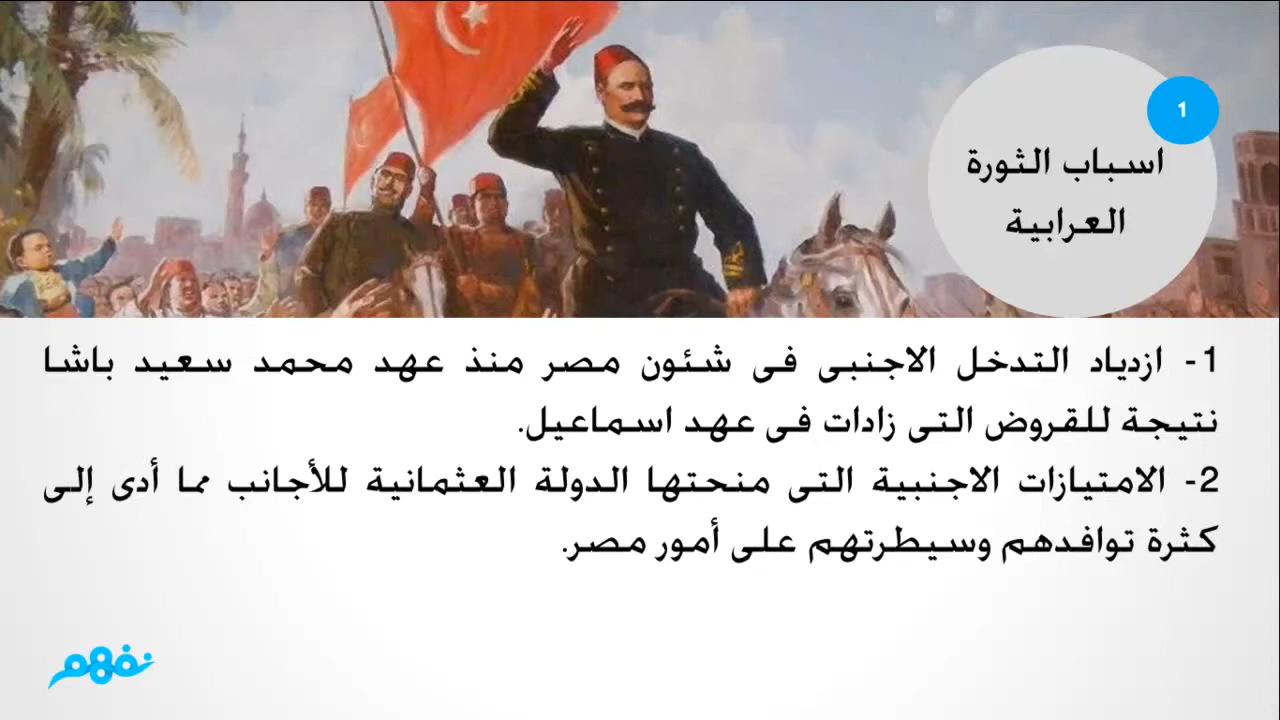 1
اسباب الثورة
العرابية
1- ازدياد التدخل الاجنبى فى شئون مصر منذ عهد محمد سعيد باشا
نتيجة للقروض التى زادات فى عهد اسماعيل.
2- الامتيازات الاجنبية التى منحتها الدولة العثمانية للأجانب مما أدى إلى
كثرة توافدهم وسيطرتهم على أمور مصر.
نفهم